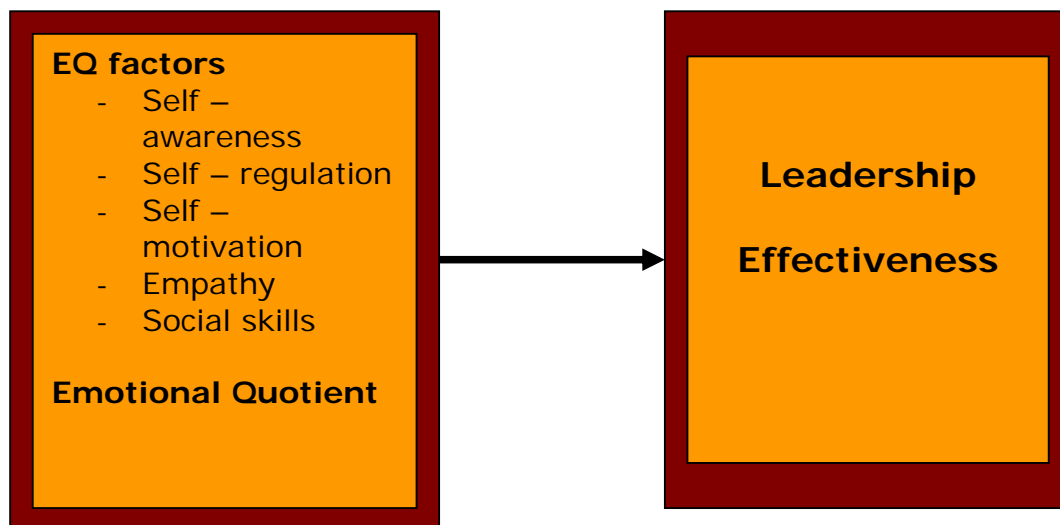 EQ factors
- Self –
awareness
- Self – regulation
- Self –
motivation
- Empathy
- Social skills
Emotional Quotient
Leadership
Effectiveness